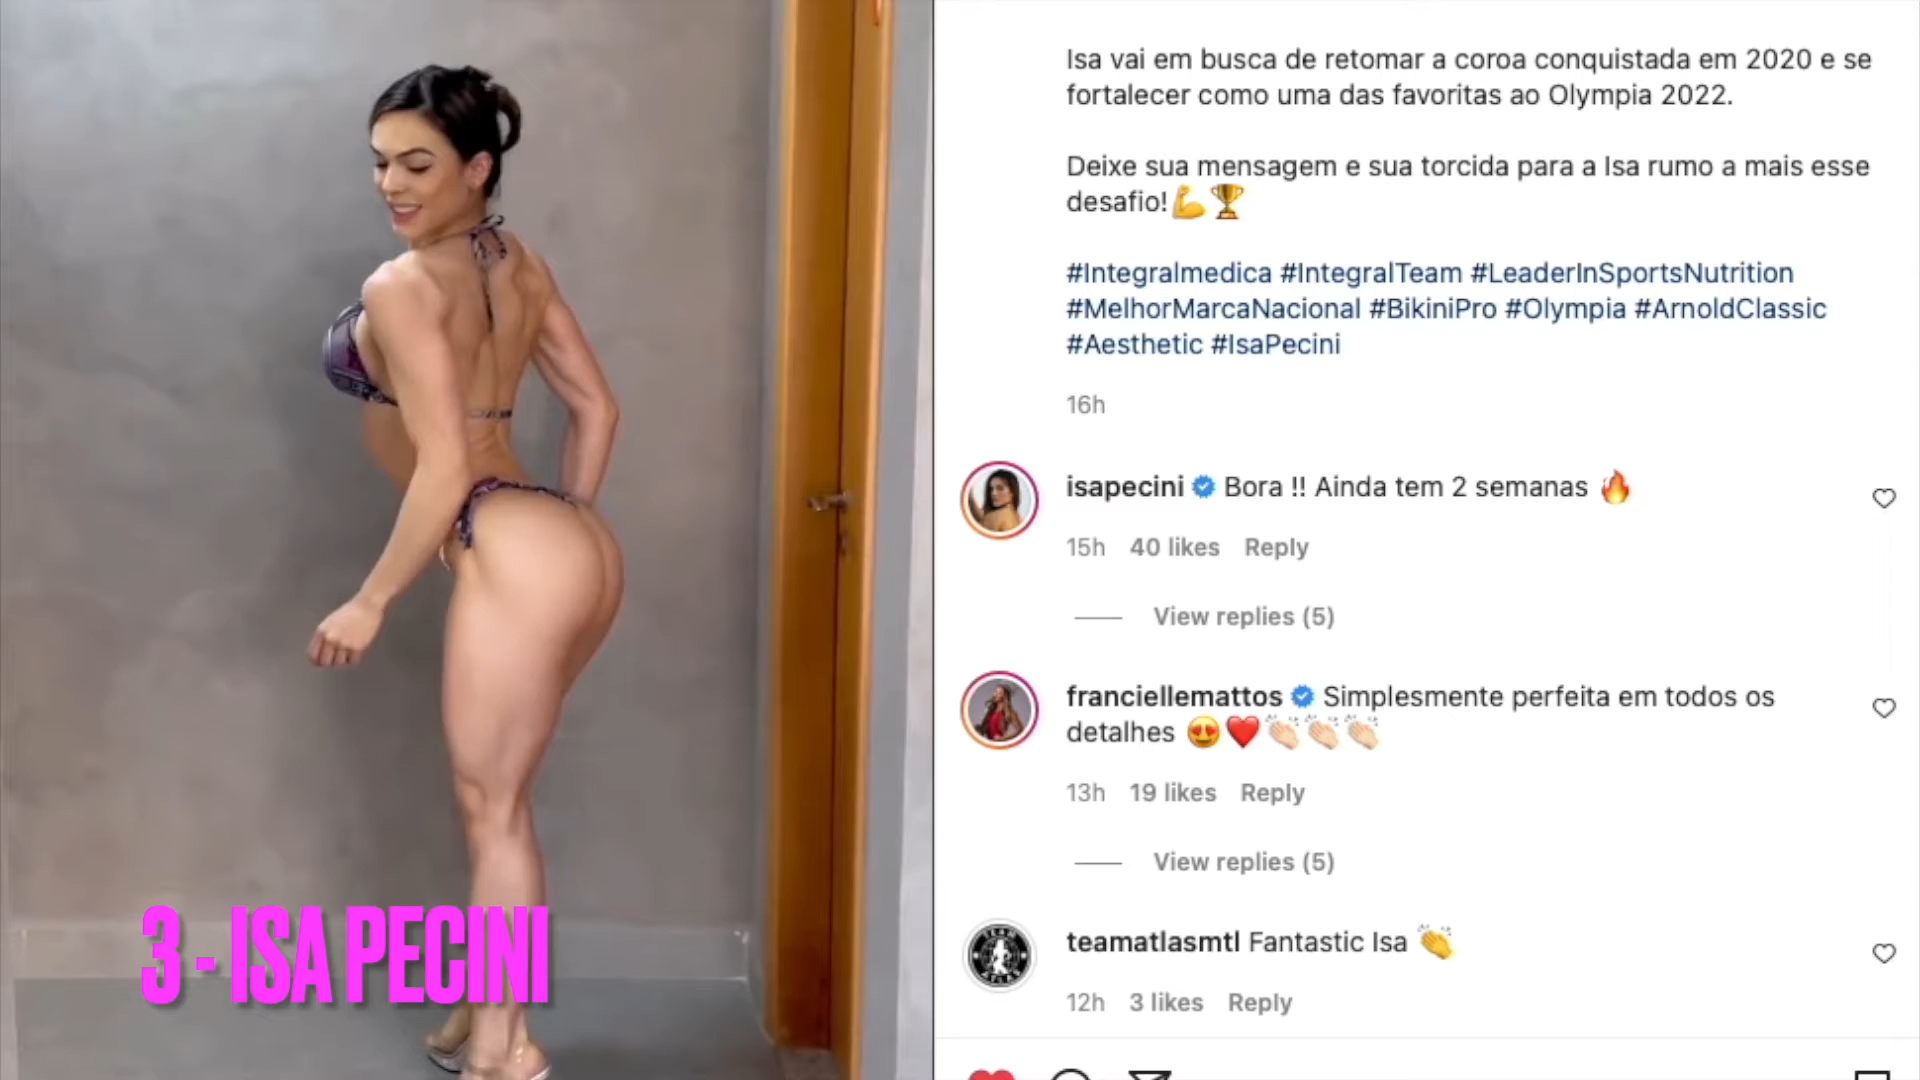 Isa vai em busca de retomar a coroa conquistada em 2020 e se
fortalecer como uma das favoritas ao Olympia 2022.
Deixe sua mensagem e sua torcida para a Isa rumo a mais esse
desafio!💪🏆
#Integralmedica #IntegralTeam #LeaderInSportsNutrition
#MelhorMarcaNacional #BikiniPro #Olympia #ArnoldClassic
#Aesthetic #IsaPecini
16h
isapecini Bora !! Ainda tem 2 semanas 🔥
15h 40 likes Reply
View replies (5)
franciellemattos Simplesmente perfeita em todos os
detalhes 😍❤️👏🏻👏🏻👏🏻
13h 19 likes Reply
View replies (5)
teamatlasmtl Fantastic Isa 👏
12h 3 likes Reply
3 - ISA PECINI